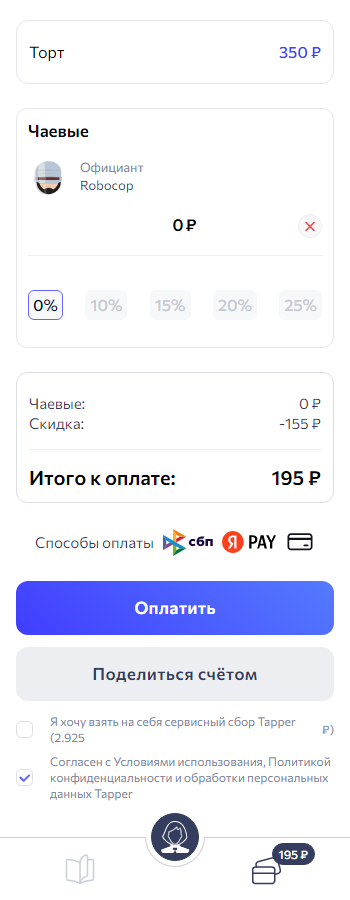 Торт 350 ₽
Чаевые
Официант
Robocop
0 ₽
0% 10% 15% 20% 25%
Чаевые: 0 ₽
Скидка: -155 ₽
Итого к оплате: 195 ₽
Способы оплаты сбп Я PAY
Оплатить
Поделиться счётом
Я хочу взять на себя сервисный сбор Tapper
(2.925 ₽)
Согласен с Условиями использования, Политикой
конфиденциальности и обработки персональных
данных Tapper
195 ₽